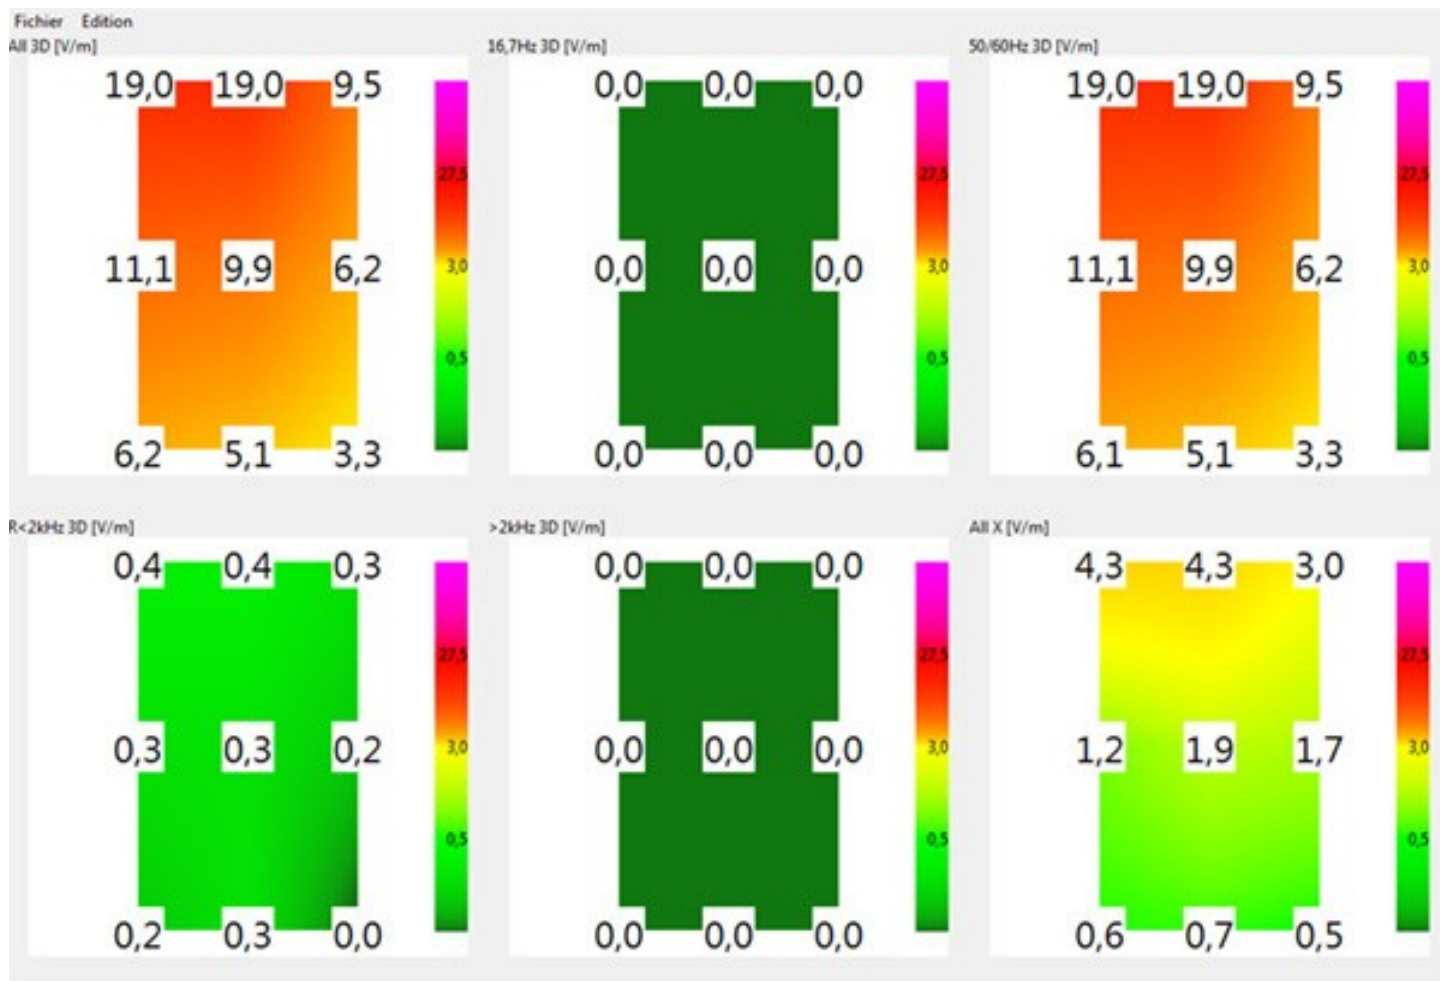 Fichier Edition
All 3D [V/m] 16,7Hz 3D [V/m] 50/60Hz 3D [V/m]
19,0 19,0 9,5 0,0 0,0 0,0 19,0 19,0 9,5
27,5 27,5 27,5
11,1 9,9 6,2 3,0 0,0 0,0 0,0 3,0 11,1 9,9 6,2 3,0
0,5 0,5 0,5
6,2 5,1 3,3 0,0 0,0 0,0 6,1 5,1 3,3
R<2kHz 3D [V/m] >2kHz 3D [V/m] All X [V/m]
0,4 0,4 0,3 0,0 0,0 0,0 4,3 4,3 3,0
27,5 27,5 27,5
0,3 0,3 0,2 3,0 0,0 0,0 0,0 3,0 1,2 1,9 1,7 3,0
0,5 0,5 0,5
0,2 0,3 0,0 0,0 0,0 0,0 0,6 0,7 0,5